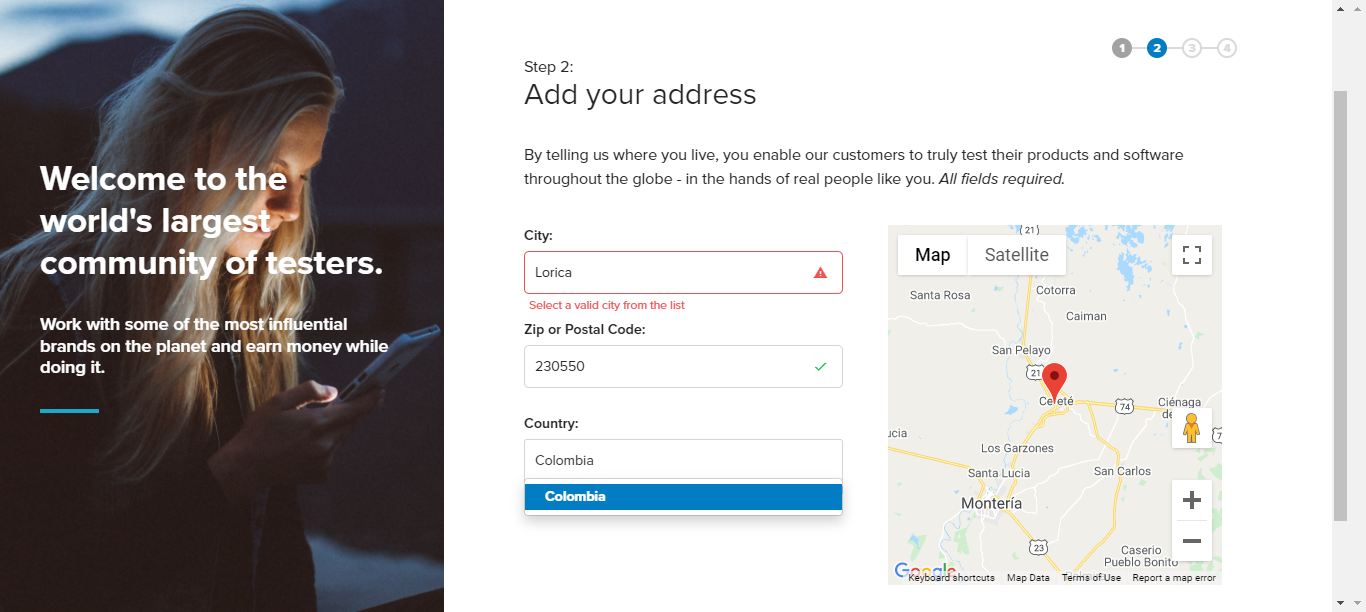 Welcome to the
world's largest
community of testers.
Work with some of the most influential
brands on the planet and earn money while
doing it.
1 2 3 4
Step 2:
Add your address
By telling us where you live, you enable our customers to truly test their products and software
throughout the globe - in the hands of real people like you. All fields required.
City:
Lorica
Select a valid city from the list
Zip or Postal Code:
230550
Country:
Colombia
Colombia
21
Map Satellite
Santa Rosa
Cotorra
Caiman
San Pelayo
21
Cereté
74
Ciénaga
de
ucia
Los Garzones
Santa Lucia
San Carlos
Montería
23
Caserio
Pueblo Bonito
Google
Keyboard shortcuts Map Data Terms of Use Report a map error